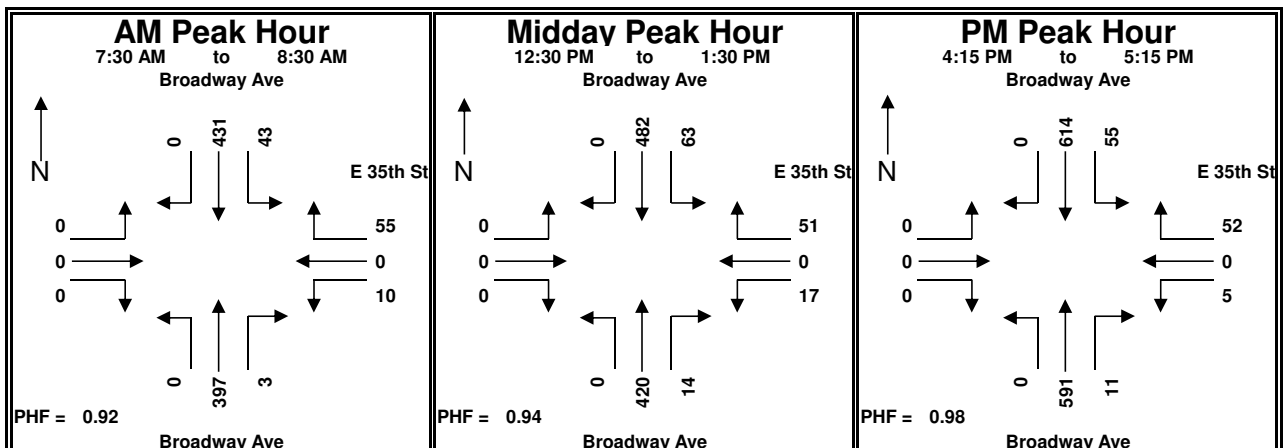 AM Peak Hour
7:30 AM to 8:30 AM
Broadway Ave
0 431 43
N
E 35th St
0 55
0 0
0 10
0 397 3
PHF = 0.92
Broadway Ave
Midday Peak Hour
12:30 PM to 1:30 PM
Broadway Ave
0 482 63
N
E 35th St
0 51
0 0
0 17
0 420 14
PHF = 0.94
Broadway Ave
PM Peak Hour
4:15 PM to 5:15 PM
Broadway Ave
0 614 55
N
E 35th St
0 52
0 0
0 5
0 591 11
PHF = 0.98
Broadway Ave